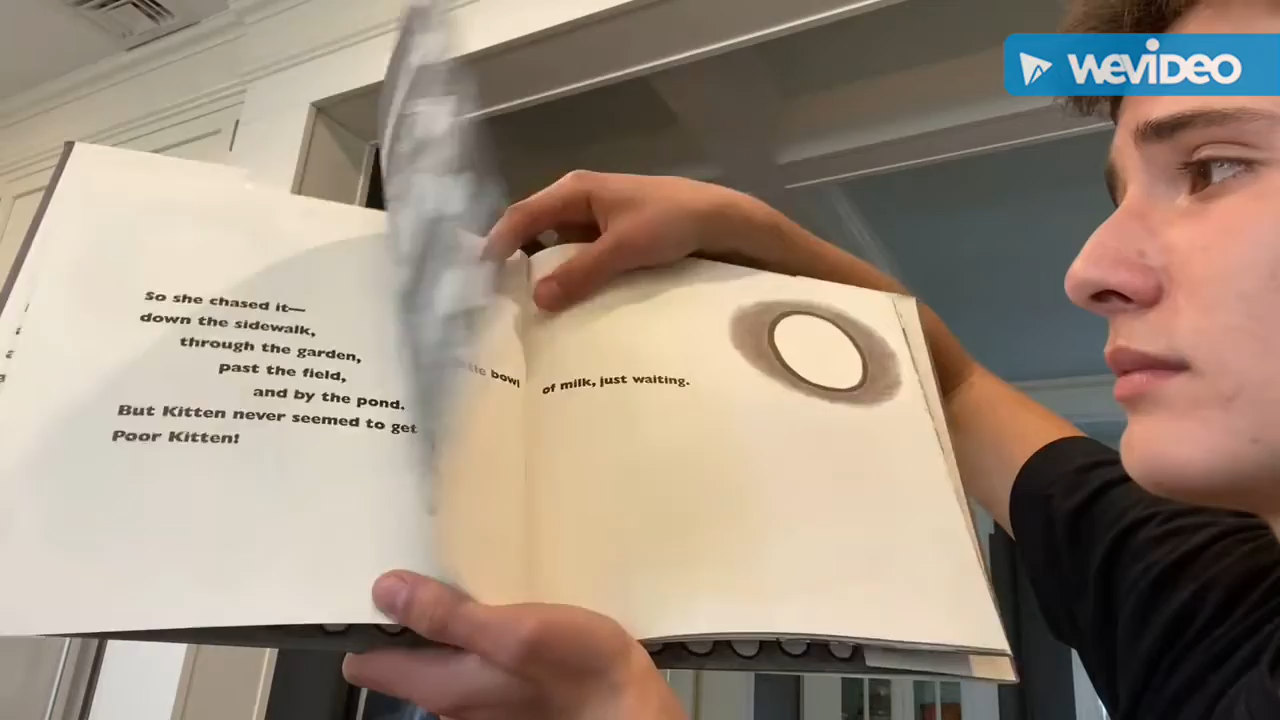 WEVIDEO
So she chased it—
down the sidewalk,
through the garden,
past the field,
and by the pond.
But Kitten never seemed to get
Poor Kitten!
bowl of milk, just waiting.